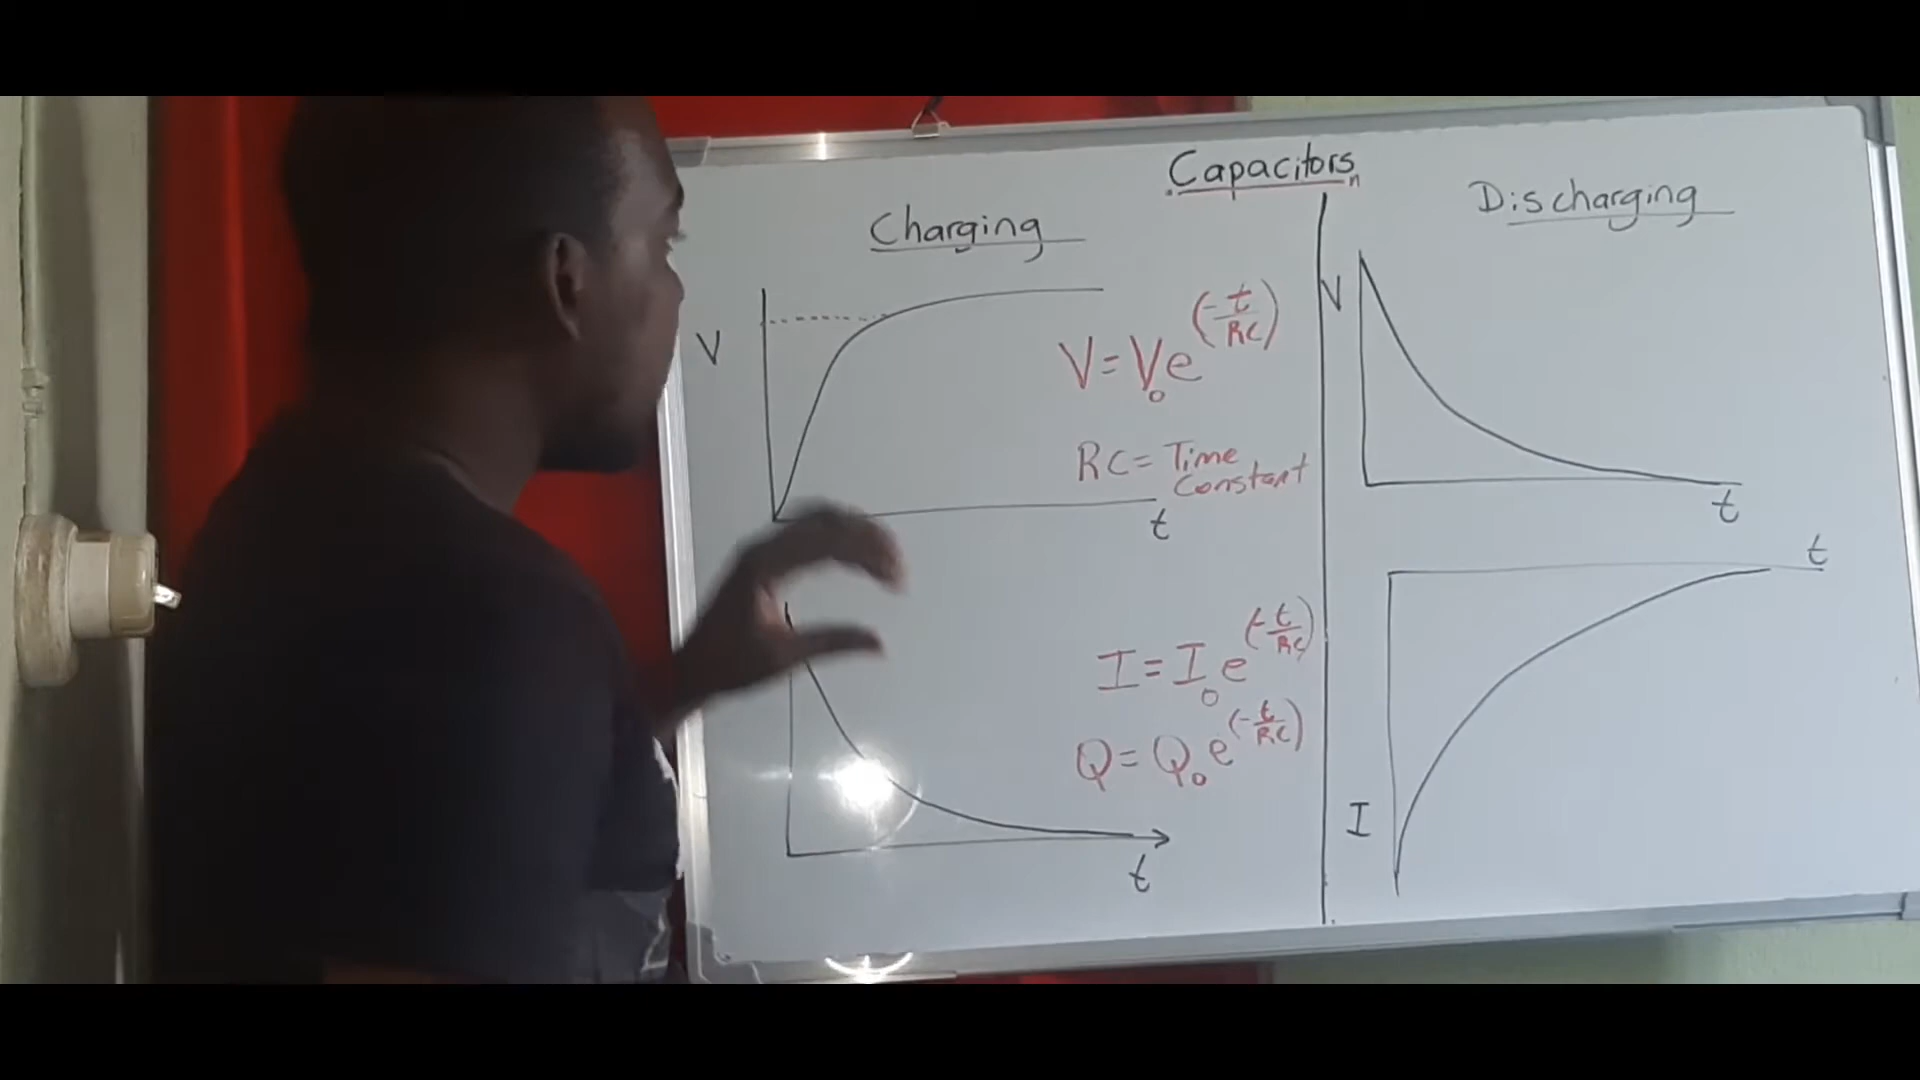 Capacitors
Charging
V
V = V₀e^(-t/RC)
RC = Time
Constant
t
I = I₀e^(-t/RC)
Q = Q₀e^(-t/RC)
t
Discharging
V
t
t
I